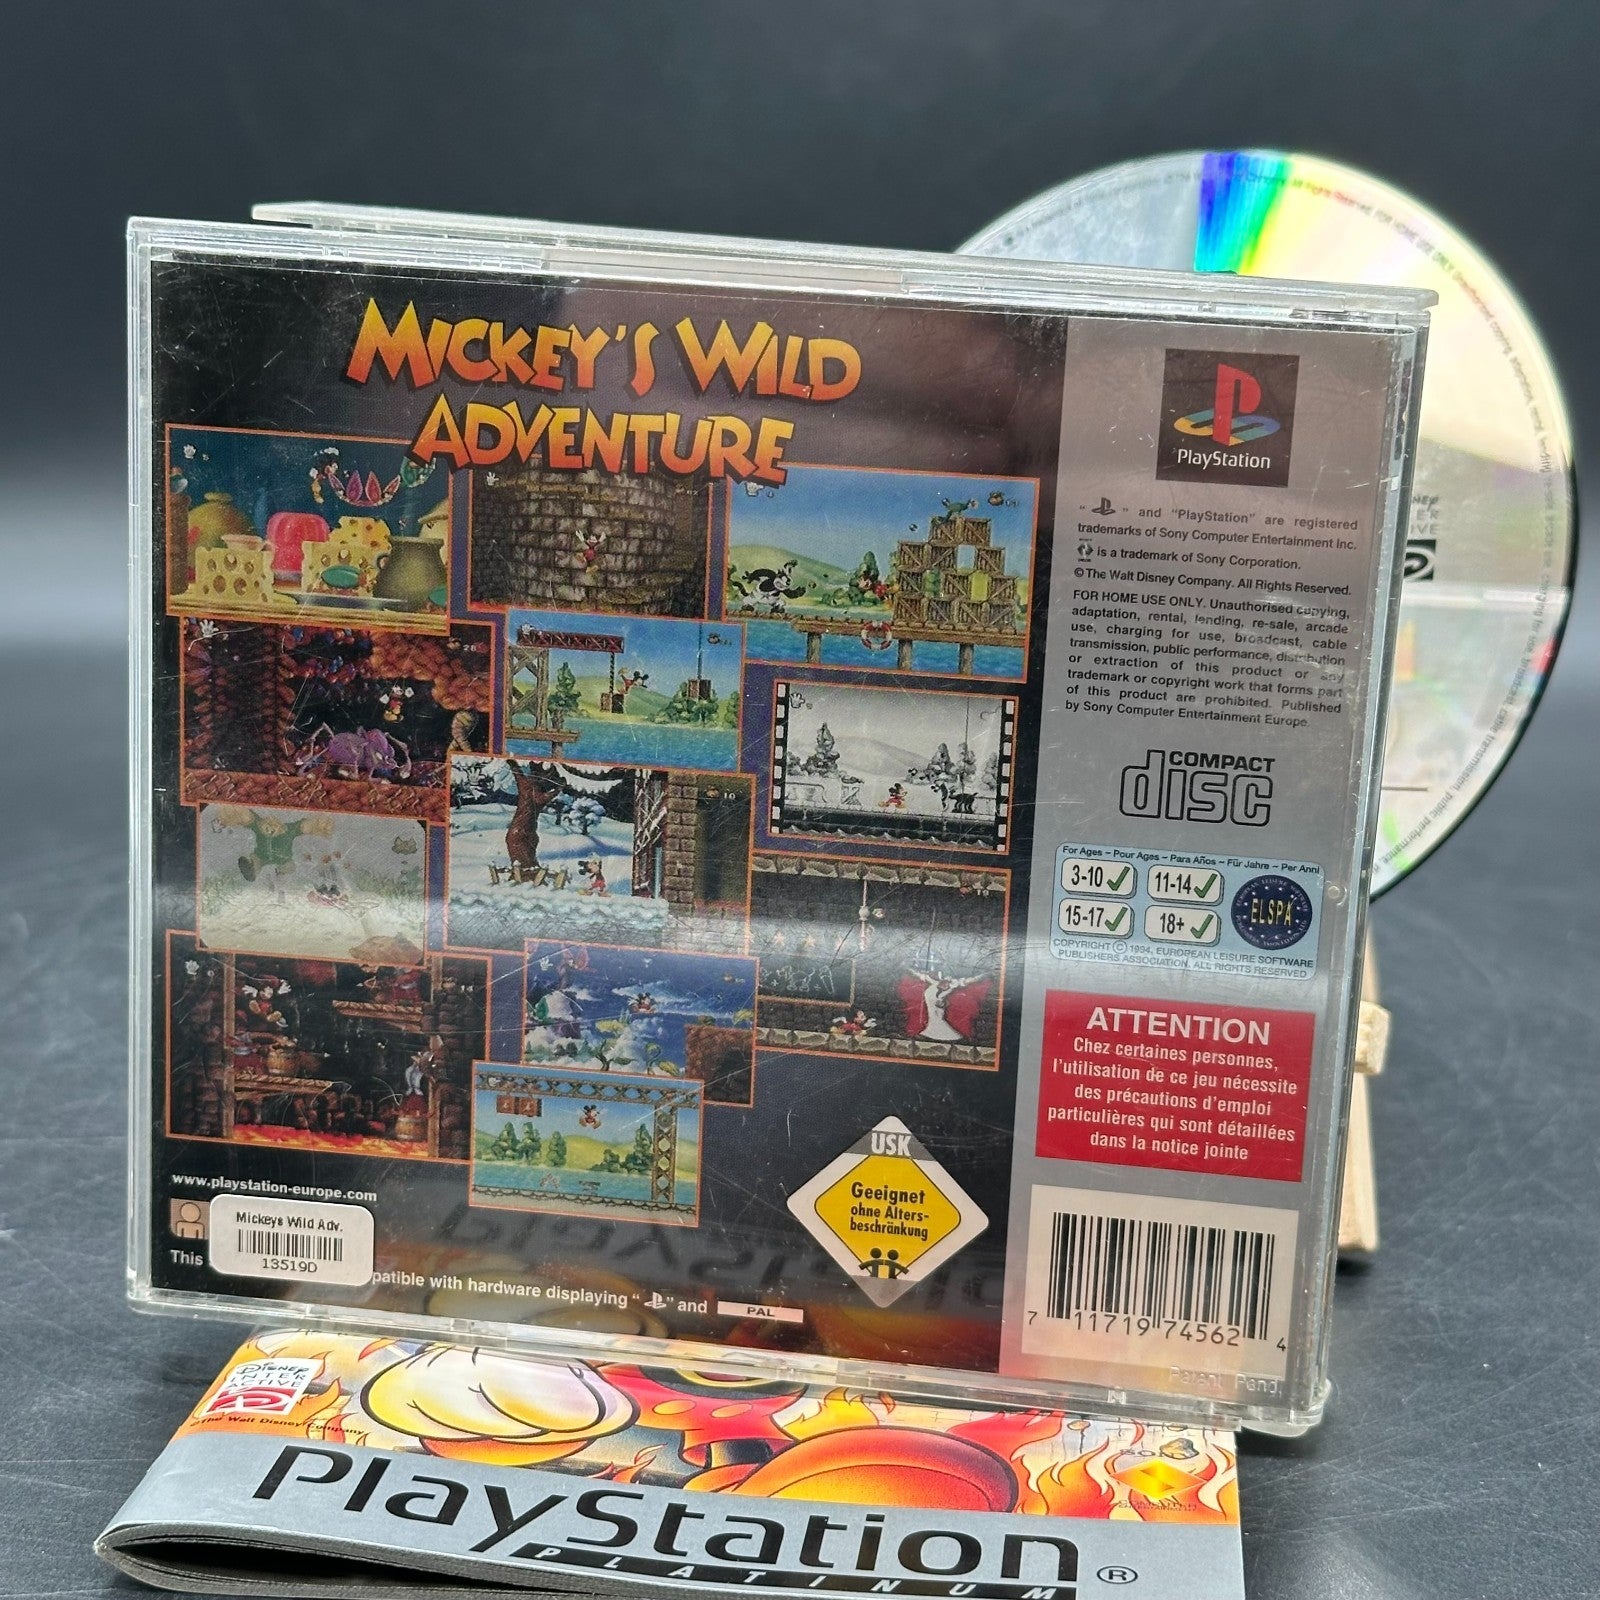 MICKEY'S WILD
ADVENTURE
PlayStation
" " and "PlayStation" are registered
trademarks of Sony Computer Entertainment Inc.
is a trademark of Sony Corporation.
©The Walt Disney Company. All Rights Reserved.
FOR HOME USE ONLY. Unauthorised copying,
adaptation, rental, lending, re-sale, arcade
use, charging for use, broadcast, cable
transmission, public performance, distribution
or extraction of this product or any
trademark or copyright work that forms part
of this product are prohibited. Published
by Sony Computer Entertainment Europe.
COMPACT
disc
For Ages ~ Pour Ages ~ Para Años ~ Für Jahre ~ Per Anni
3-10 11-14
15-17 18+
ELSPA
COPYRIGHT © 1994, EUROPEAN LEISURE SOFTWARE
PUBLISHERS ASSOCIATION. ALL RIGHTS RESERVED
ATTENTION
Chez certaines personnes,
l'utilisation de ce jeu nécessite
des précautions d'emploi
particulières qui sont détaillées
dans la notice jointe
USK
Geeignet
ohne Alters-
beschränkung
www.playstation-europe.com
Mickeys Wild Adv.
13519D
This
patible with hardware displaying " " and PAL
7 11719 74562 4
Patent Pend.
DISNEY
INTER
ACTIVE
©The Walt Disney Company
PlayStation®
PLATINUM